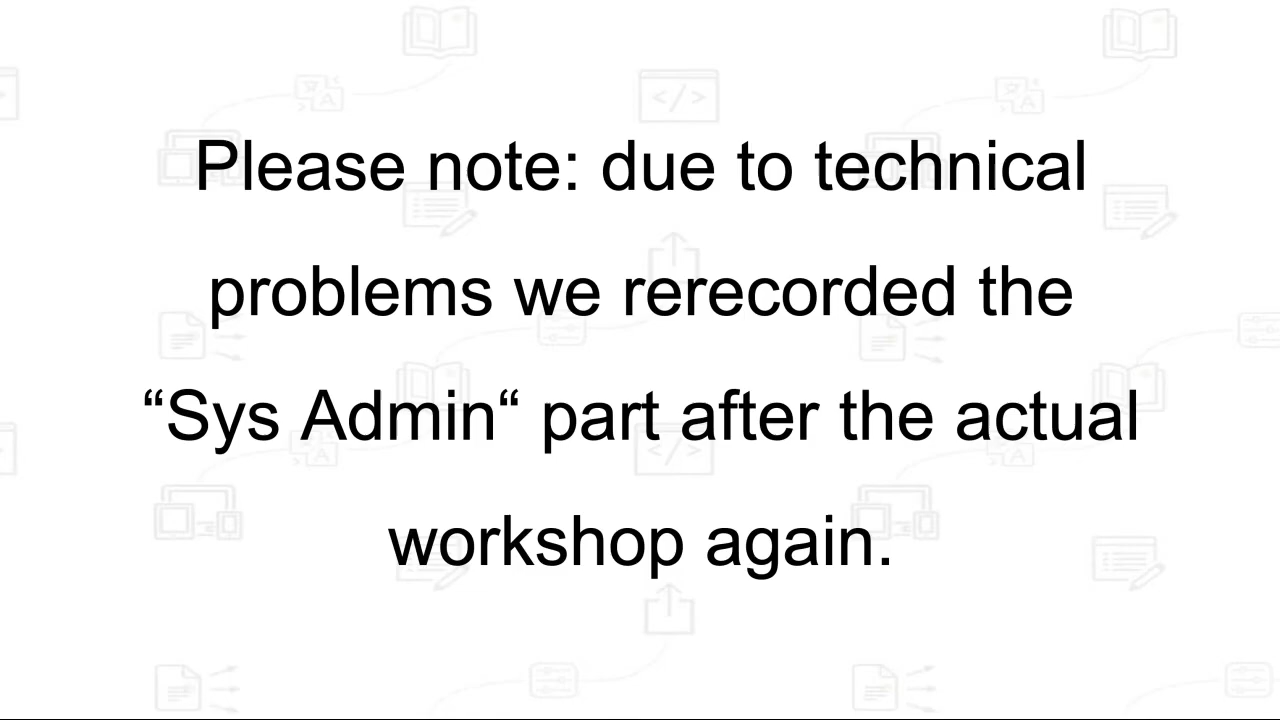 Please note: due to technical
problems we rerecorded the
“Sys Admin“ part after the actual
workshop again.